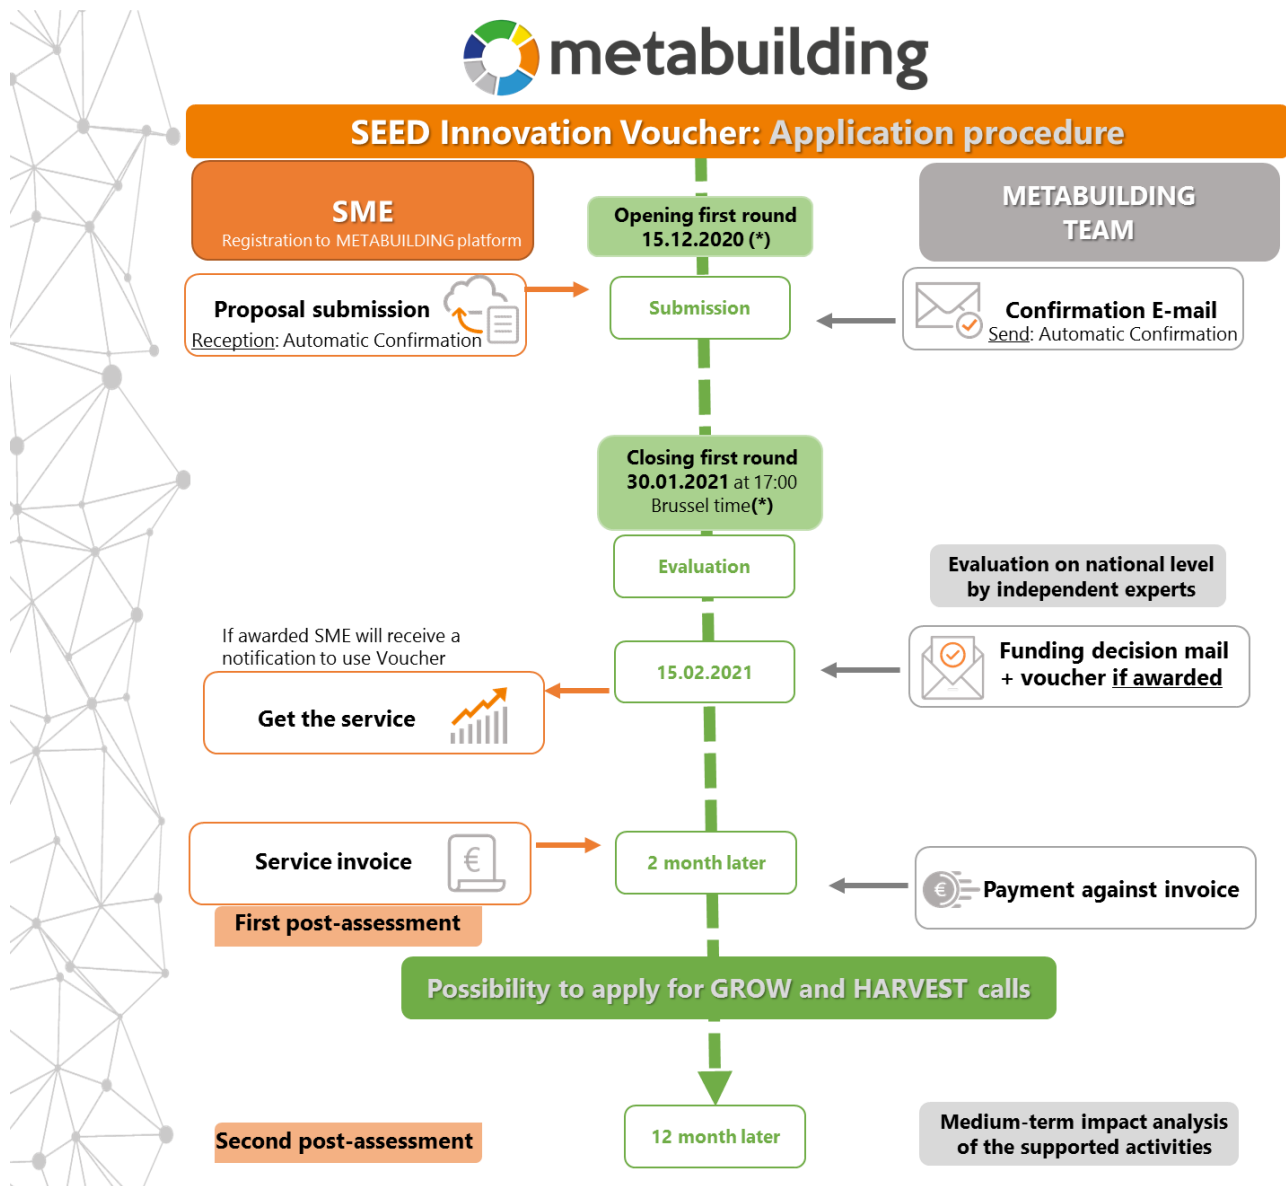 metabuilding
SEED Innovation Voucher: Application procedure
SME
Registration to METABUILDING platform
Opening first round
15.12.2020 (*)
METABUILDING
TEAM
Proposal submission
Reception: Automatic Confirmation
Submission
Confirmation E-mail
Send: Automatic Confirmation
Closing first round
30.01.2021 at 17:00
Brussel time(*)
Evaluation
Evaluation on national level
by independent experts
If awarded SME will receive a
notification to use Voucher
Get the service
15.02.2021
Funding decision mail
+ voucher if awarded
Service invoice
€
2 month later
€
Payment against invoice
First post-assessment
Possibility to apply for GROW and HARVEST calls
Second post-assessment
12 month later
Medium-term impact analysis
of the supported activities